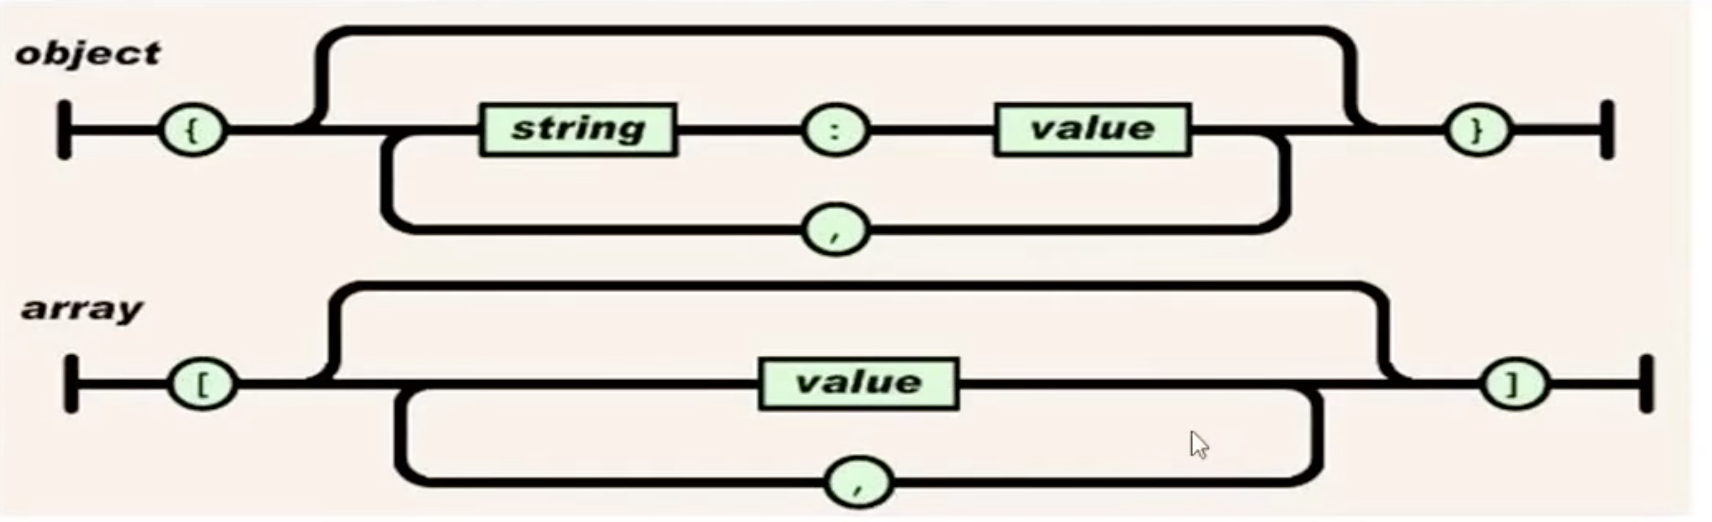 object
{ string : value }
,
array
[ value ]
,